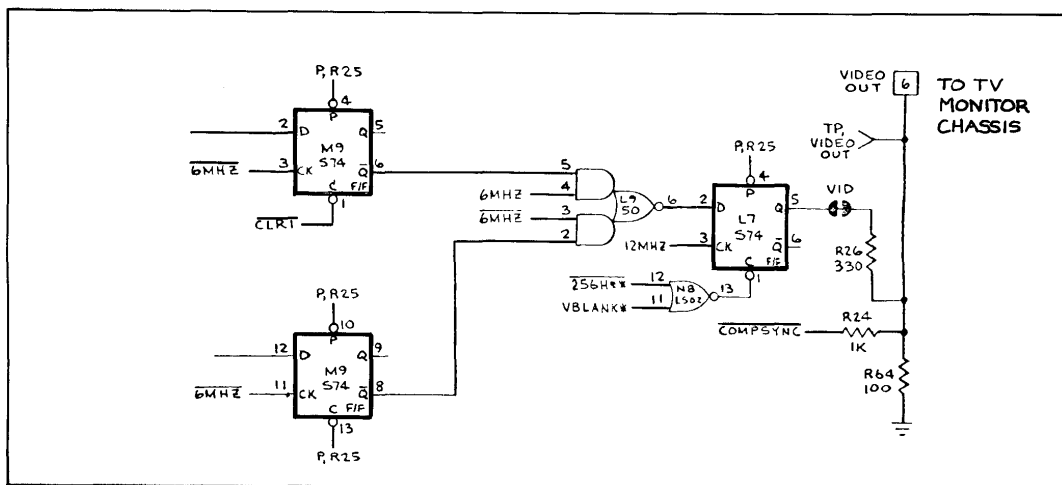 P, R25
4
P
2 D Q 5
M9
S74
6MHZ 3 CK Q 6
C F/F
1
CLR1
P, R25
10
P
12 D Q 9
M9
S74
6MHZ 11 CK Q 8
C F/F
13
P, R25
5
6MHZ 4
6MHZ 3
2
L9
50
6
P, R25
4
P
2 D Q 5
L7
S74
12MHZ 3 CK Q 6
C F/F
1
256H** 12
VBLANK* 11
N8
LS02
13
VID
R26
330
COMPSYNC
R24
1K
R64
100
VIDEO
OUT
6
TO TV
MONITOR
CHASSIS
TP,
VIDEO
OUT